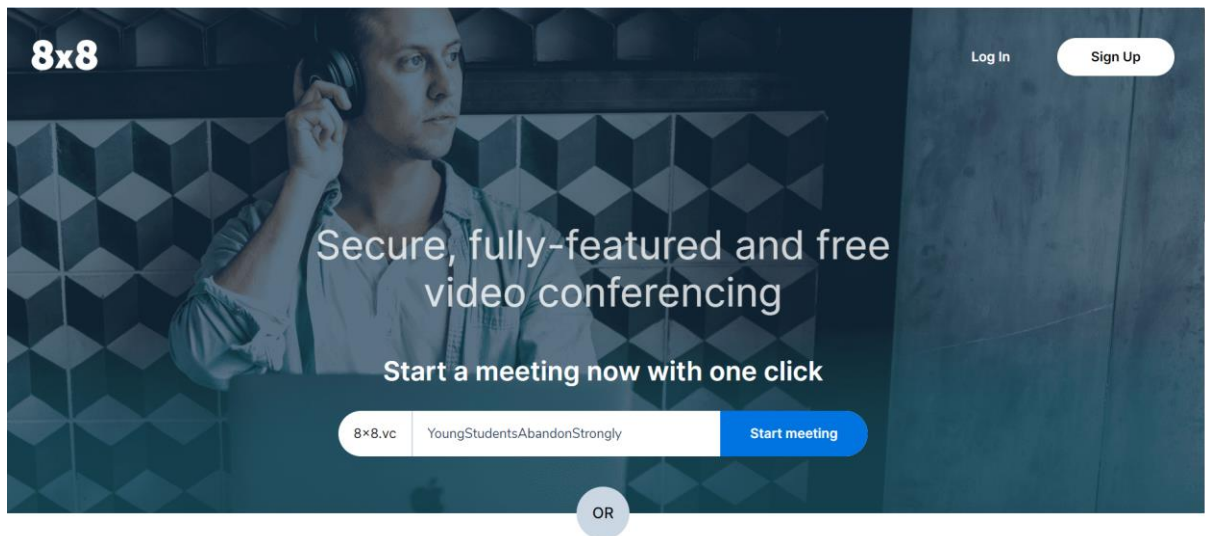 8x8
Log In
Sign Up
Secure, fully-featured and free
video conferencing
Start a meeting now with one click
8×8.vc
YoungStudentsAbandonStrongly
Start meeting
OR